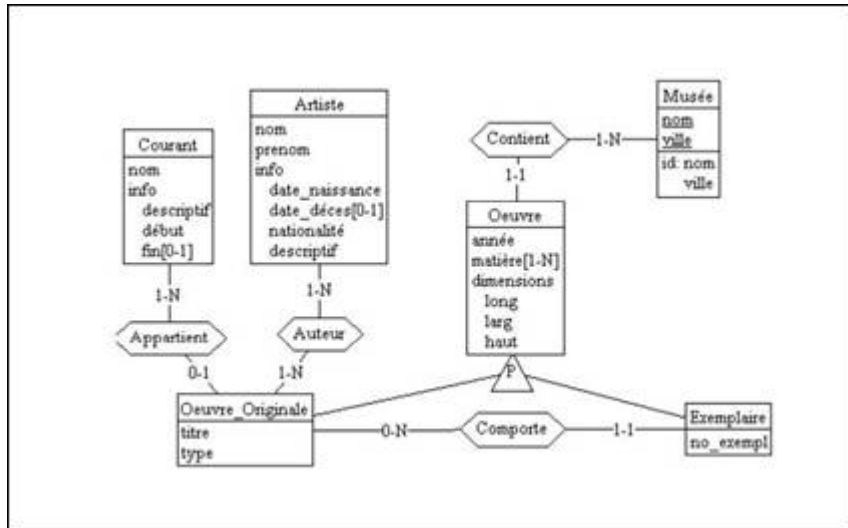 Courant
nom
info
descriptif
début
fin[0-1]
1-N
Appartient
0-1
Artiste
nom
prenom
info
date_naissance
date_déces[0-1]
nationalité
descriptif
1-N
Auteur
1-N
Musée
nom
ville
id: nom
ville
Contient
1-N
1-1
Oeuvre
année
matière[1-N]
dimensions
long
larg
haut
P
Oeuvre_Originale
titre
type
0-N
Comporte
1-1
Exemplaire
no_exempl